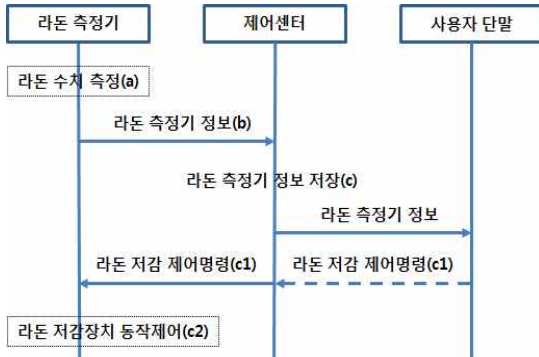 라돈 측정기
제어센터
사용자 단말
라돈 수치 측정(a)
라돈 측정기 정보(b)
라돈 측정기 정보 저장(c)
라돈 측정기 정보
라돈 저감 제어명령(c1)
라돈 저감 제어명령(c1)
라돈 저감장치 동작제어(c2)